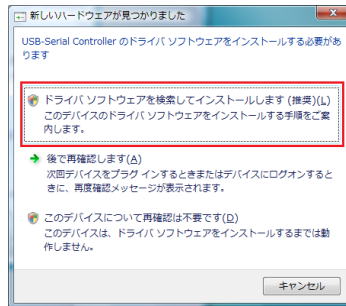 新しいハードウェアが見つかりました
USB-Serial Controller のドライバ ソフトウェアをインストールする必要があ
ります
ドライバ ソフトウェアを検索してインストールします (推奨)(L)
このデバイスのドライバ ソフトウェアをインストールする手順をご案
内します。
後で再確認します(A)
次回デバイスをプラグ インするときまたはデバイスにログオンすると
きに、再度確認メッセージが表示されます。
このデバイスについて再確認は不要です(D)
このデバイスは、ドライバ ソフトウェアをインストールするまでは動
作しません。
キャンセル